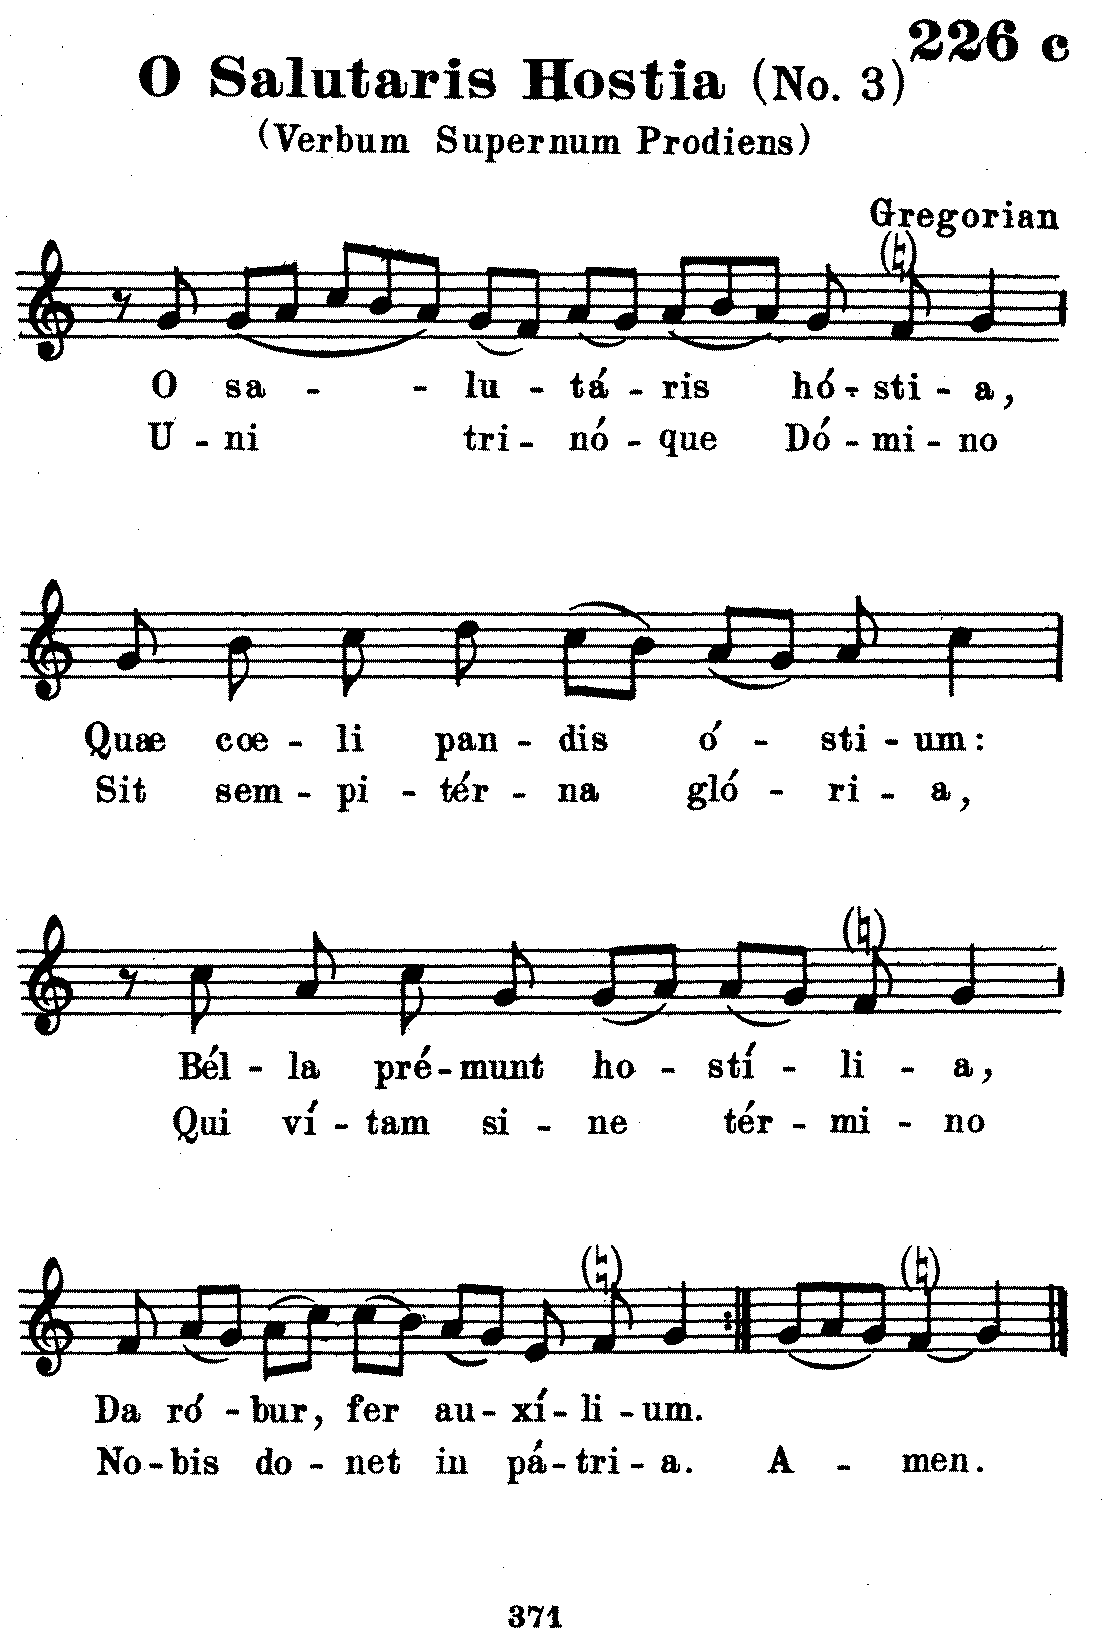 226 c
O Salutaris Hostia (No. 3)
(Verbum Supernum Prodiens)
Gregorian
O sa - - lu - tá - ris hó - sti - a,
U - ni tri - nó - que Dó - mi - no
Quæ cœ - li pan - dis ó - sti - um:
Sit sem - pi - tér - na gló - ri - a,
Bél - la pré - munt ho - stí - li - a,
Qui ví - tam si - ne tér - mi - no
Da ró - bur, fer au - xí - li - um.
No - bis do - net in pá - tri - a. A - men.
371